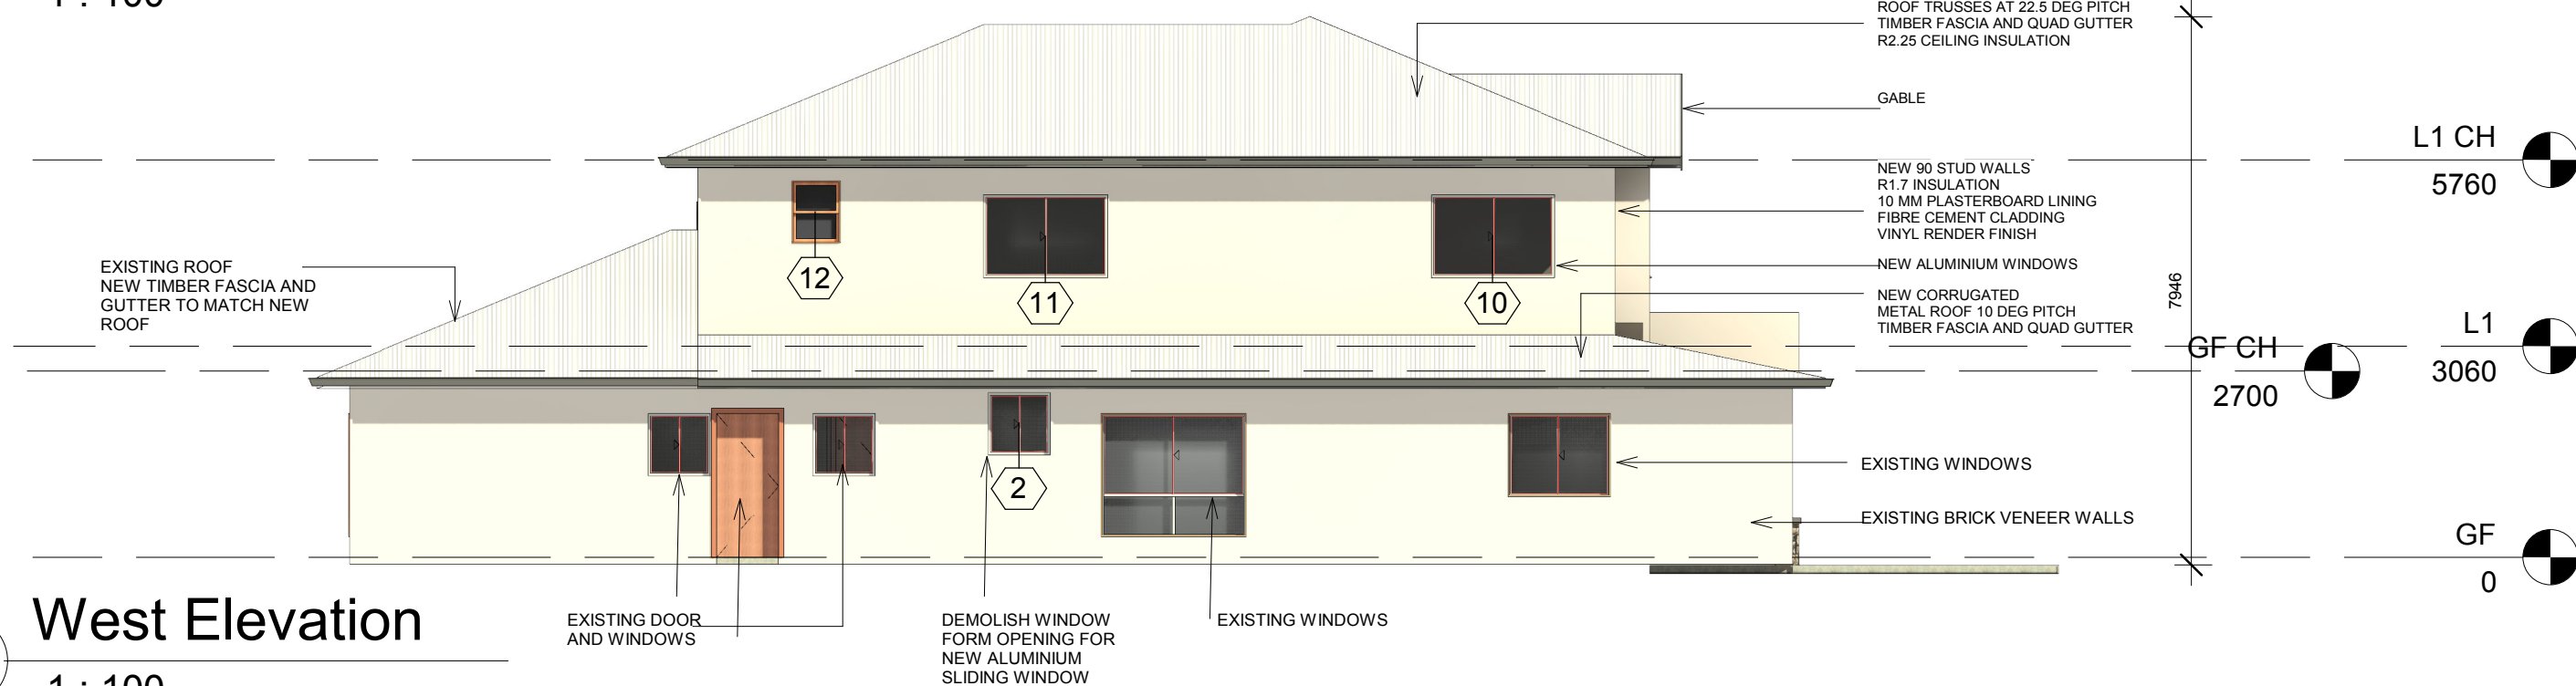 1 : 100
ROOF TRUSSES AT 22.5 DEG PITCH
TIMBER FASCIA AND QUAD GUTTER
R2.25 CEILING INSULATION
GABLE
L1 CH
5760
NEW 90 STUD WALLS
R1.7 INSULATION
10 MM PLASTERBOARD LINING
FIBRE CEMENT CLADDING
VINYL RENDER FINISH
NEW ALUMINIUM WINDOWS
NEW CORRUGATED
METAL ROOF 10 DEG PITCH
TIMBER FASCIA AND QUAD GUTTER
7946
EXISTING ROOF
NEW TIMBER FASCIA AND
GUTTER TO MATCH NEW
ROOF
12
11
10
L1
3060
GF CH
2700
2
EXISTING WINDOWS
EXISTING BRICK VENEER WALLS
GF
0
EXISTING DOOR
AND WINDOWS
DEMOLISH WINDOW
FORM OPENING FOR
NEW ALUMINIUM
SLIDING WINDOW
EXISTING WINDOWS
West Elevation
1 : 100